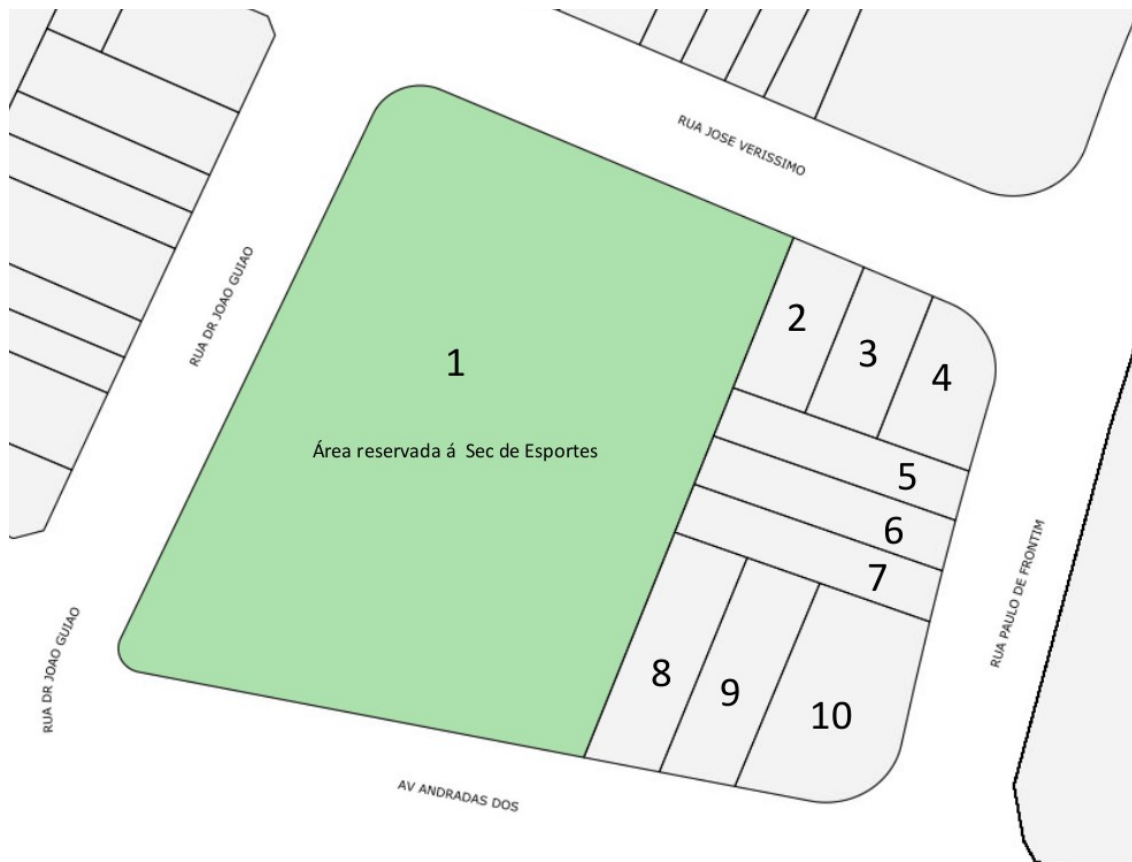 RUA JOSE VERISSIMO
2
3
4
RUA DR JOAO GUIAO
1
Área reservada á  Sec de Esportes
5
6
7
RUA PAULO DE FRONTIM
RUA DR JOAO GUIAO
8
9
10
AV ANDRADAS DOS